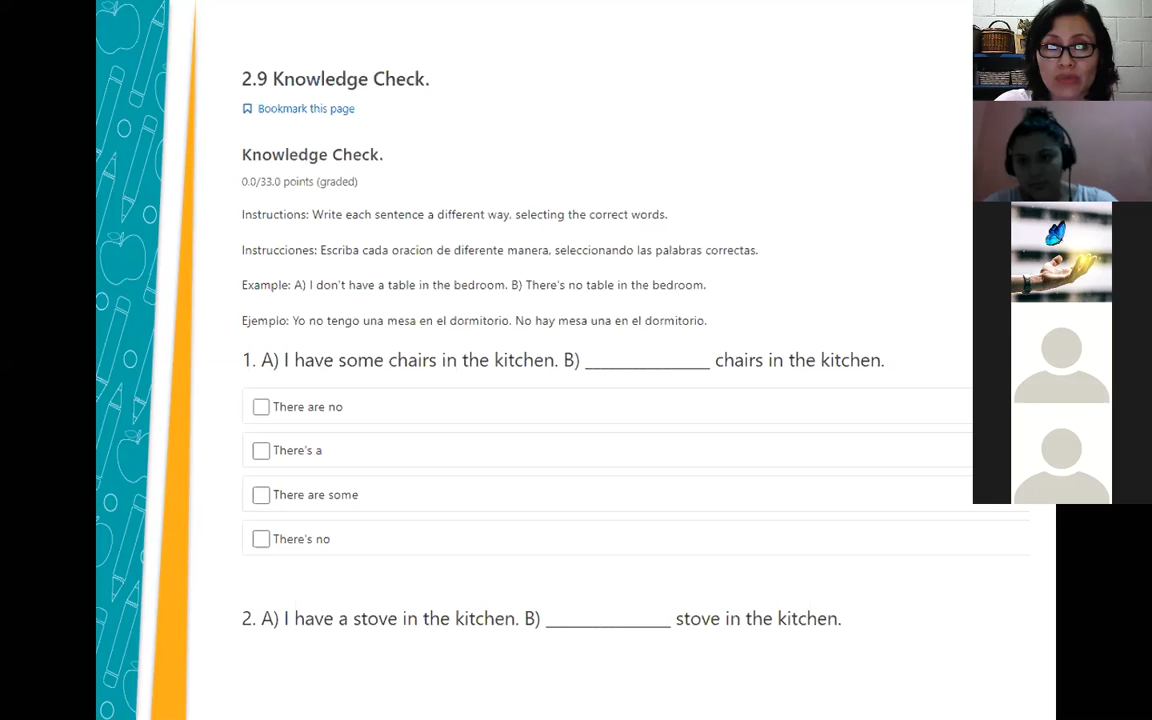 2.9 Knowledge Check.
Bookmark this page
Knowledge Check.
0.0/33.0 points (graded)
Instructions: Write each sentence a different way, selecting the correct words.
Instrucciones: Escriba cada oracion de diferente manera, seleccionando las palabras correctas.
Example: A) I don't have a table in the bedroom. B) There's no table in the bedroom.
Ejemplo: Yo no tengo una mesa en el dormitorio. No hay mesa una en el dormitorio.
1. A) I have some chairs in the kitchen. B) ______________ chairs in the kitchen.
There are no
There's a
There are some
There's no
2. A) I have a stove in the kitchen. B) ______________ stove in the kitchen.